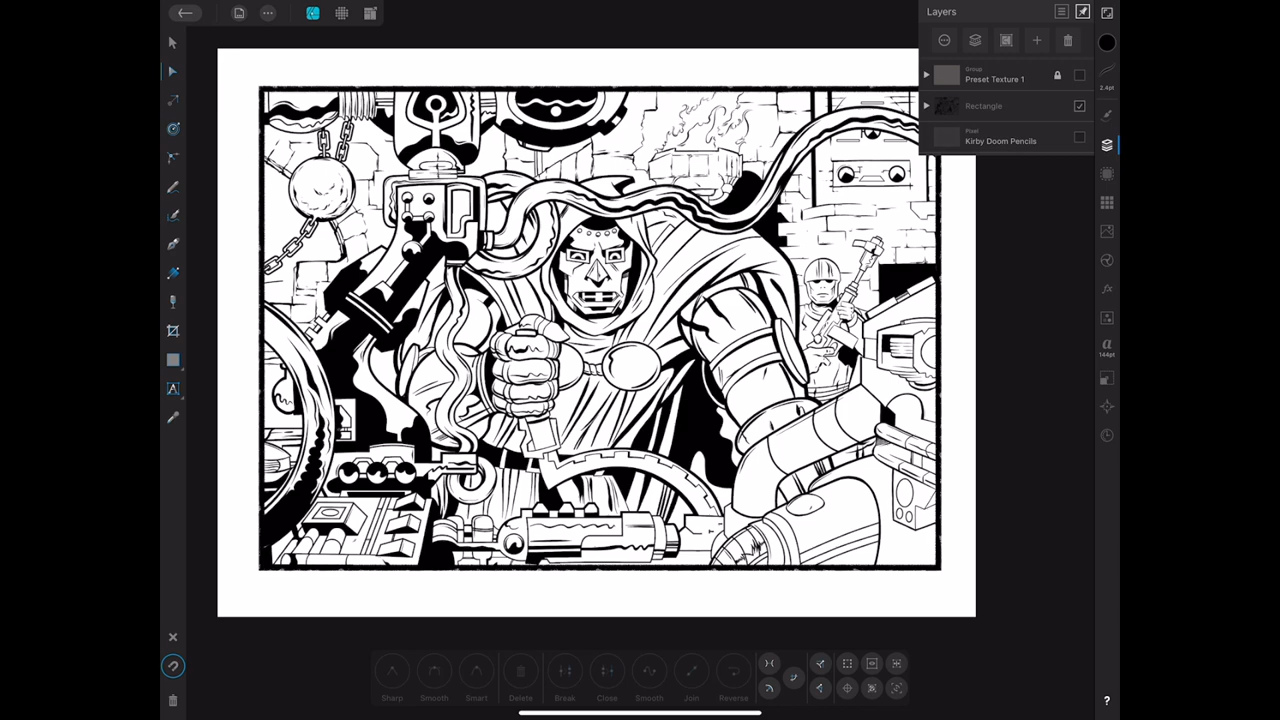 Layers
Group
Preset Texture 1
Rectangle
Pixel
Kirby Doom Pencils
2.4pt
a
144pt
A
Sharp Smooth Smart Delete Break Close Smooth Join Reverse
?